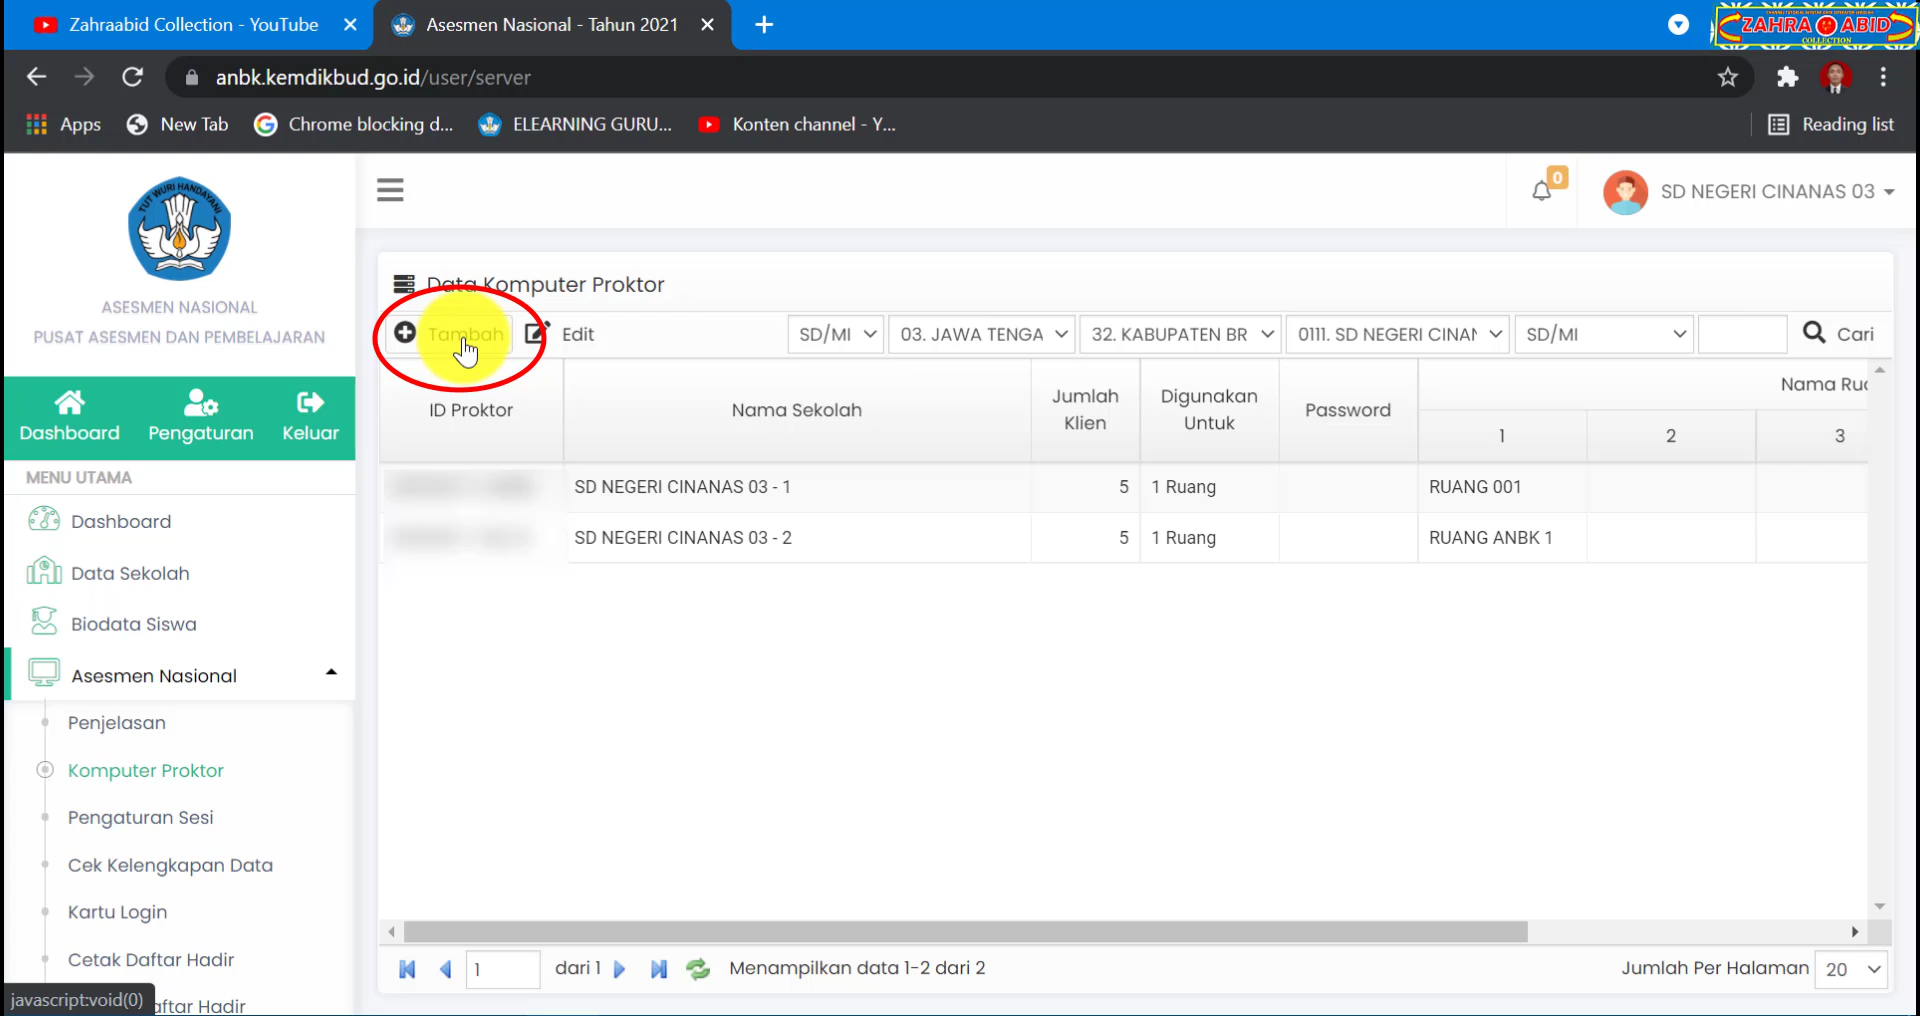 Zahraabid Collection - YouTube
Asesmen Nasional - Tahun 2021
ZAHRA ABID
COLLECTION
anbk.kemdikbud.go.id/user/server
Apps
New Tab
Chrome blocking d...
ELEARNING GURU...
Konten channel - Y...
Reading list
TUT WURI HANDAYANI
ASESMEN NASIONAL
PUSAT ASESMEN DAN PEMBELAJARAN
0
SD NEGERI CINANAS 03
Dashboard
Pengaturan
Keluar
MENU UTAMA
Dashboard
Data Sekolah
Biodata Siswa
Asesmen Nasional
Penjelasan
Komputer Proktor
Pengaturan Sesi
Cek Kelengkapan Data
Kartu Login
Cetak Daftar Hadir
aftar Hadir
javascript:void(0)
Data Komputer Proktor
Tambah
Edit
SD/MI
03. JAWA TENGA
32. KABUPATEN BR
0111. SD NEGERI CINAN
SD/MI
Cari
ID Proktor
Nama Sekolah
Jumlah Klien
Digunakan Untuk
Password
Nama Rua
1
2
3
SD NEGERI CINANAS 03 - 1
5
1 Ruang
RUANG 001
SD NEGERI CINANAS 03 - 2
5
1 Ruang
RUANG ANBK 1
1
dari 1
Menampilkan data 1-2 dari 2
Jumlah Per Halaman
20